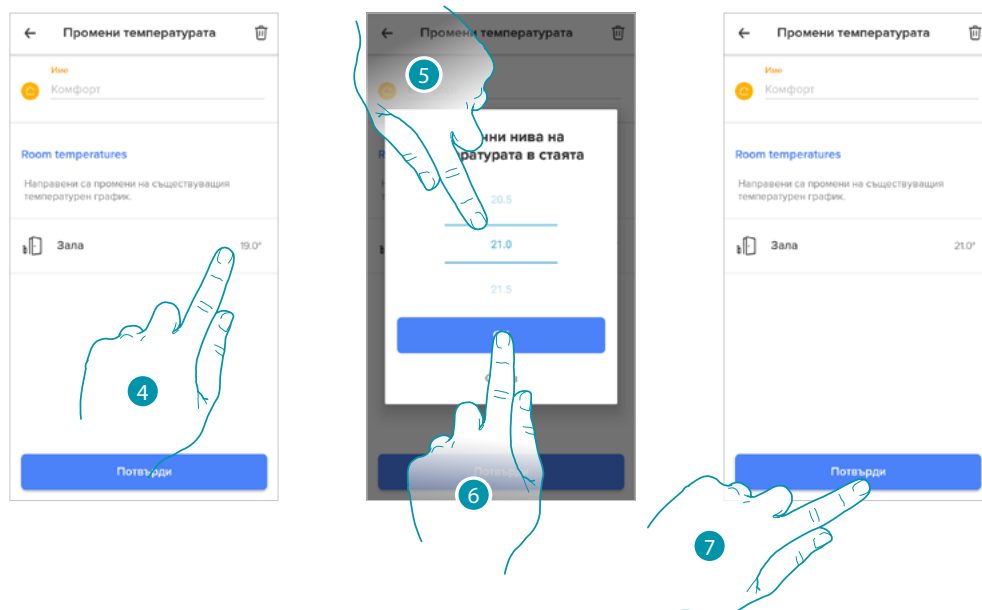 Промени температурата
Име
Комфорт
Room temperatures
Направени са промени на съществуващия
температурен график.
Зала
19.0°
4
Потвърди
Промени температурата
5
нива на
в стаята
20.5
21.0
21.5
6
Промени температурата
Име
Комфорт
Room temperatures
Направени са промени на съществуващия
температурен график.
Зала
21.0°
Потвърди
7